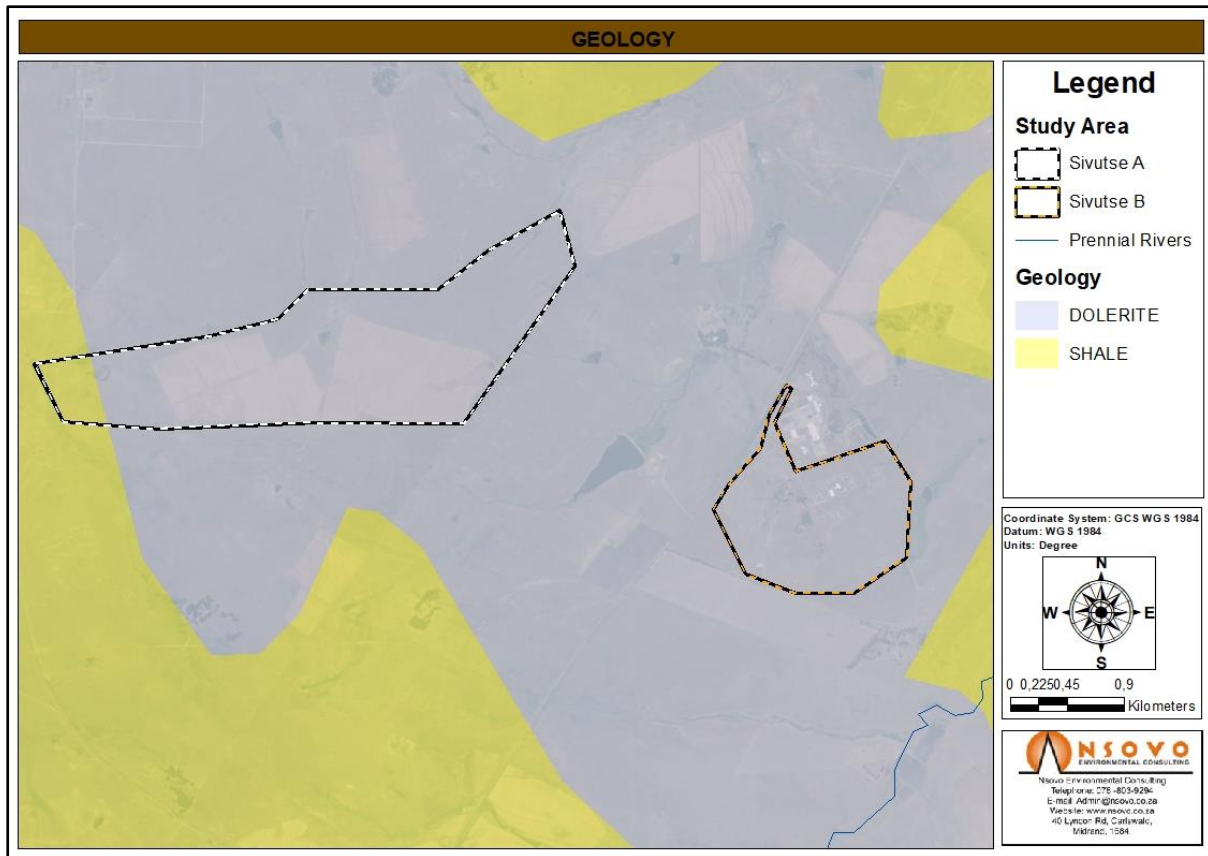 GEOLOGY
Legend
Study Area
Sivutse A
Sivutse B
Prennial Rivers
Geology
DOLERITE
SHALE
Coordinate System: GCS WGS 1984
Datum: WGS 1984
Units: Degree
N
W E
S
0 0,2250,45 0,9
Kilometers
NSOVO
ENVIRONMENTAL CONSULTING
Nsovo Environmental Consulting
Telephone: 078 -803-9294
E-mail: Admin@nsovo.co.za
Website: www.nsovo.co.za
40 Lyncon Rd, Carlswald,
Midrand, 1684.